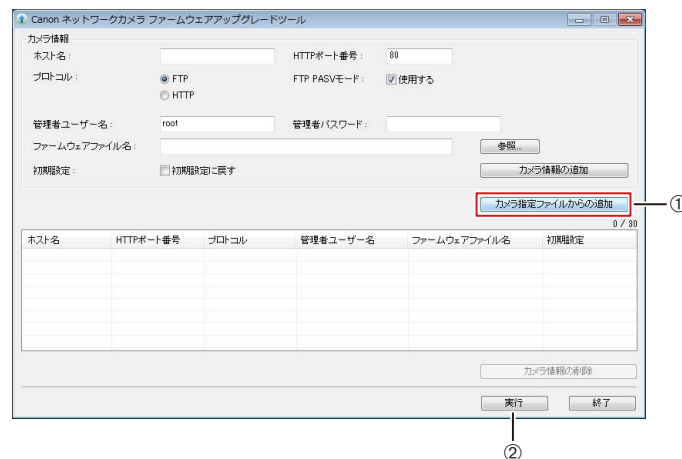 Canon ネットワークカメラ ファームウェアアップグレードツール
カメラ情報
ホスト名:
HTTPポート番号: 80
プロトコル: FTP
FTP PASVモード: 使用する
HTTP
管理者ユーザー名: root
管理者パスワード:
ファームウェアファイル名: 参照...
初期設定: 初期設定に戻す
カメラ情報の追加
カメラ指定ファイルからの追加 ①
0 / 30
ホスト名 HTTPポート番号 プロトコル 管理者ユーザー名 ファームウェアファイル名 初期設定
カメラ情報の削除
実行 終了
②